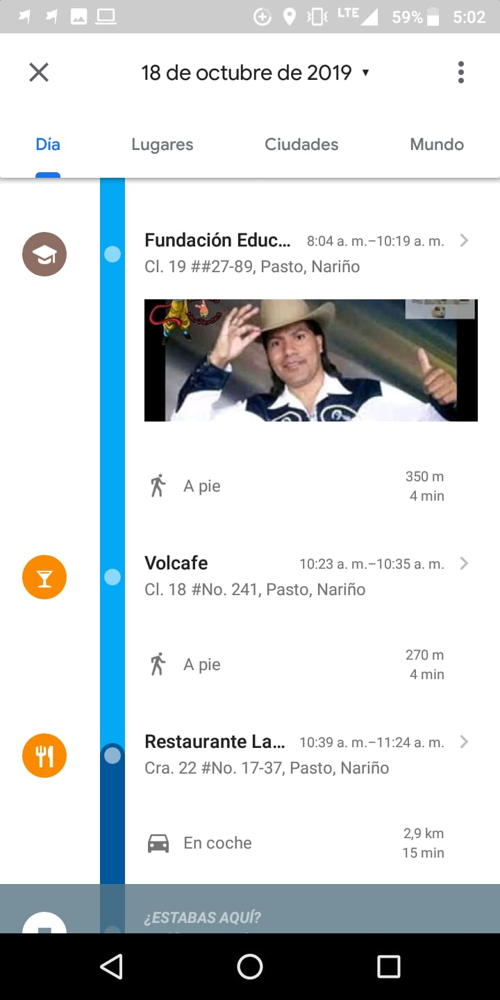 LTE 59% 5:02
18 de octubre de 2019
Día Lugares Ciudades Mundo
Fundación Educ... 8:04 a. m.–10:19 a. m.
Cl. 19 ##27-89, Pasto, Nariño
A pie 350 m
4 min
Volcafe 10:23 a. m.–10:35 a. m.
Cl. 18 #No. 241, Pasto, Nariño
A pie 270 m
4 min
Restaurante La... 10:39 a. m.–11:24 a. m.
Cra. 22 #No. 17-37, Pasto, Nariño
En coche 2,9 km
15 min
¿ESTABAS AQUÍ?